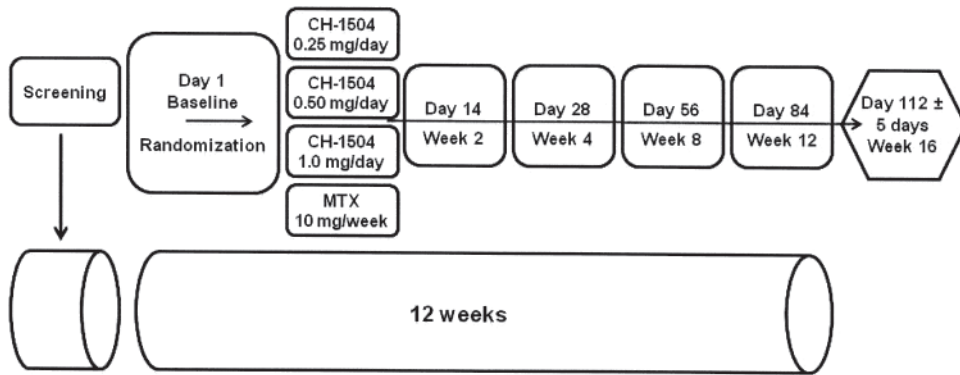 Screening
Day 1
Baseline
Randomization
CH-1504
0.25 mg/day
CH-1504
0.50 mg/day
CH-1504
1.0 mg/day
MTX
10 mg/week
Day 14
Week 2
Day 28
Week 4
Day 56
Week 8
Day 84
Week 12
Day 112 ±
5 days
Week 16
12 weeks